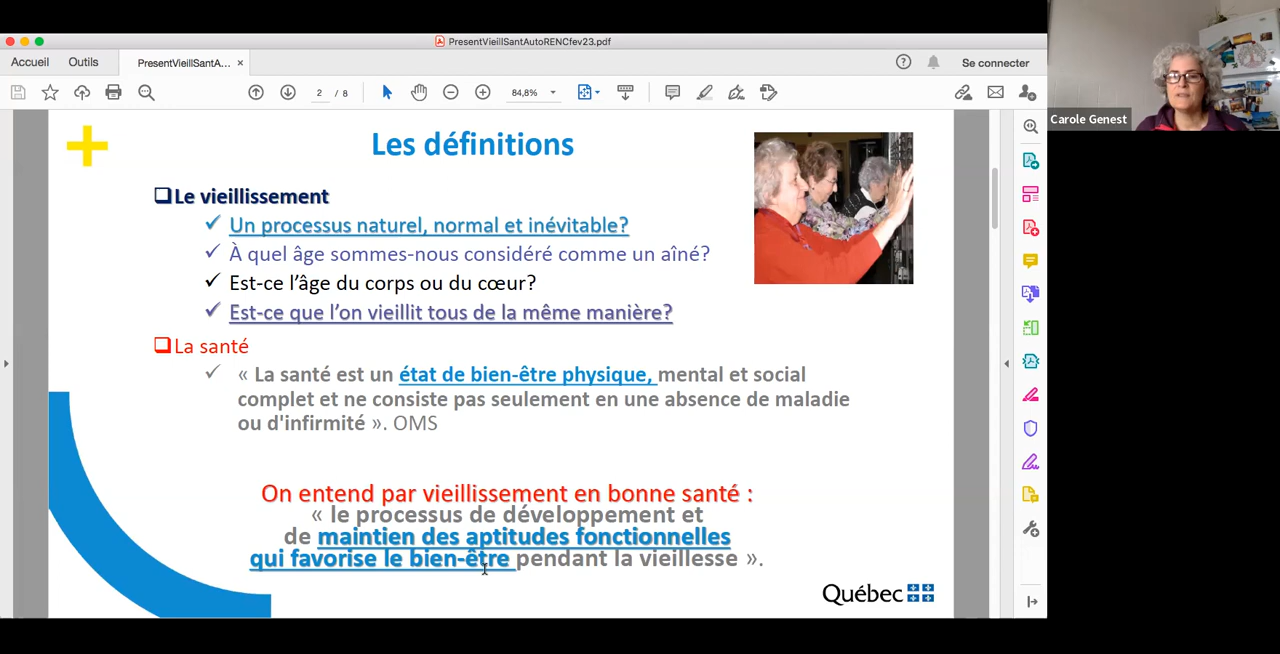 PresentVieillSantAutoRENCfev23.pdf
Accueil Outils PresentVieillSantA... × Se connecter
2 / 8 84,8%
Carole Genest
Les définitions
Le vieillissement
Un processus naturel, normal et inévitable?
À quel âge sommes-nous considéré comme un aîné?
Est-ce l'âge du corps ou du cœur?
Est-ce que l'on vieillit tous de la même manière?
La santé
« La santé est un état de bien-être physique, mental et social
complet et ne consiste pas seulement en une absence de maladie
ou d'infirmité ». OMS
On entend par vieillissement en bonne santé :
« le processus de développement et
de maintien des aptitudes fonctionnelles
qui favorise le bien-être pendant la vieillesse ».
Québec